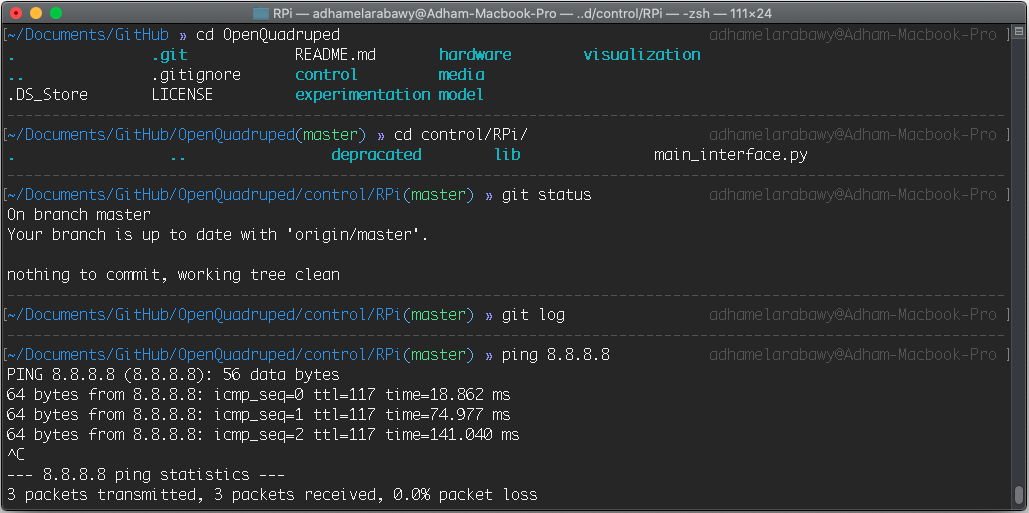 RPi — adhamelarabawy@Adham-Macbook-Pro — ..d/control/RPi — -zsh — 111×24
[~/Documents/GitHub » cd OpenQuadruped adhamelarabawy@Adham-Macbook-Pro ]
. .git README.md hardware visualization
.. .gitignore control media
.DS_Store LICENSE experimentation model
[~/Documents/GitHub/OpenQuadruped(master) » cd control/RPi/ adhamelarabawy@Adham-Macbook-Pro ]
. .. depracated lib main_interface.py
[~/Documents/GitHub/OpenQuadruped/control/RPi(master) » git status adhamelarabawy@Adham-Macbook-Pro ]
On branch master
Your branch is up to date with 'origin/master'.
nothing to commit, working tree clean
[~/Documents/GitHub/OpenQuadruped/control/RPi(master) » git log adhamelarabawy@Adham-Macbook-Pro ]
[~/Documents/GitHub/OpenQuadruped/control/RPi(master) » ping 8.8.8.8 adhamelarabawy@Adham-Macbook-Pro ]
PING 8.8.8.8 (8.8.8.8): 56 data bytes
64 bytes from 8.8.8.8: icmp_seq=0 ttl=117 time=18.862 ms
64 bytes from 8.8.8.8: icmp_seq=1 ttl=117 time=74.977 ms
64 bytes from 8.8.8.8: icmp_seq=2 ttl=117 time=141.040 ms
^C
--- 8.8.8.8 ping statistics ---
3 packets transmitted, 3 packets received, 0.0% packet loss